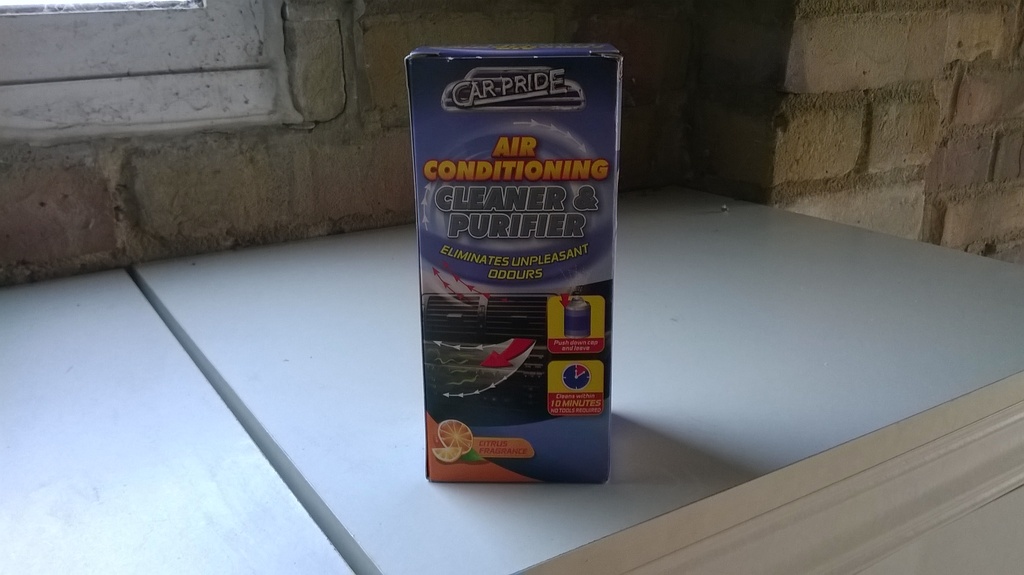 CAR-PRIDE
AIR
CONDITIONING
CLEANER &
PURIFIER
ELIMINATES UNPLEASANT
ODOURS
Push down cap
and leave
Cleans within
10 MINUTES
NO TOOLS REQUIRED
CITRUS
FRAGRANCE